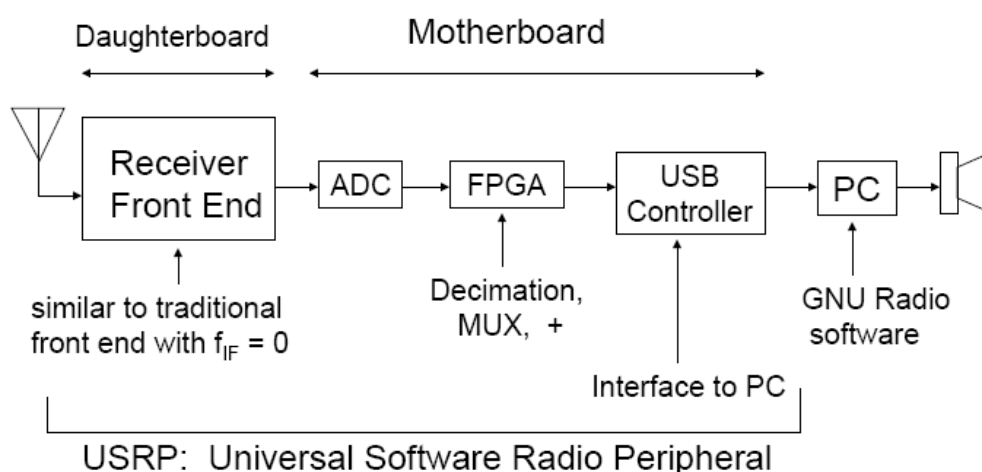 Daughterboard
Motherboard
Receiver
Front End
ADC
FPGA
USB
Controller
PC
similar to traditional
front end with fIF = 0
Decimation,
MUX, +
Interface to PC
GNU Radio
software
USRP: Universal Software Radio Peripheral